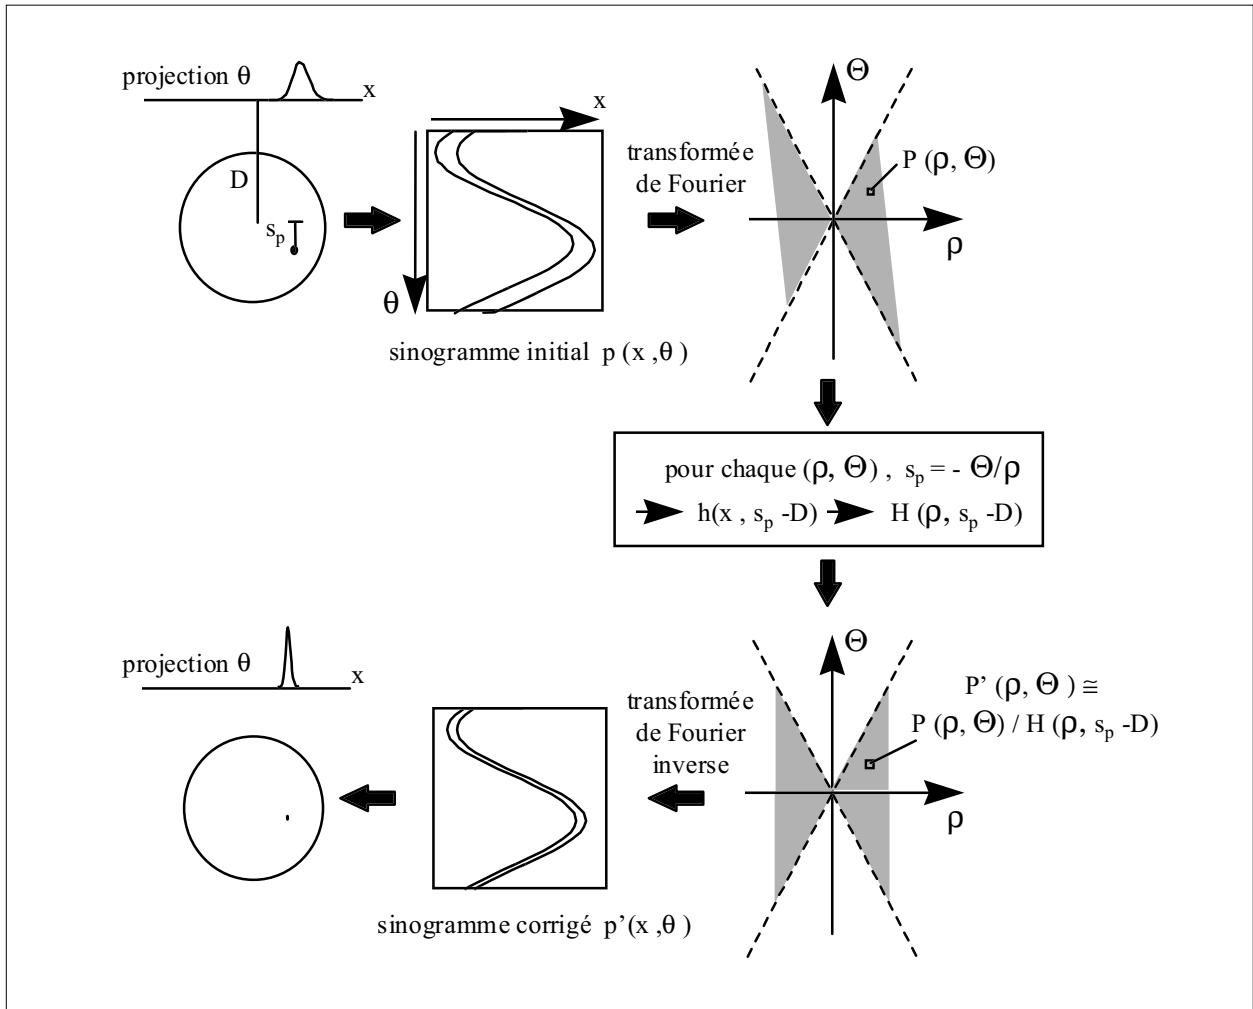 projection θ
x
D
s_p
x
θ
sinogramme initial p (x ,θ )
transformée
de Fourier
Θ
P (ρ, Θ)
ρ
pour chaque (ρ, Θ) , s_p = - Θ/ρ
h(x , s_p -D) H (ρ, s_p -D)
projection θ
x
sinogramme corrigé p’(x ,θ )
transformée
de Fourier
inverse
Θ
P’ (ρ, Θ ) ≅
P (ρ, Θ) / H (ρ, s_p -D)
ρ